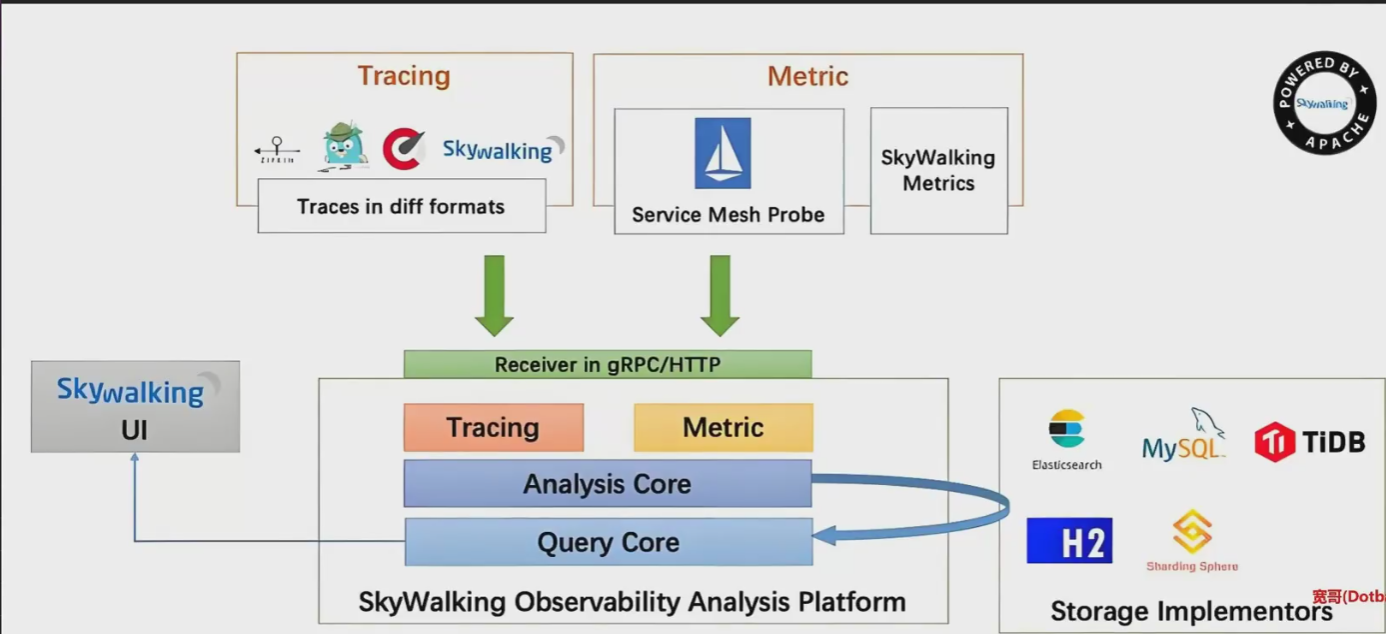 Tracing
Metric
POWERED BY
Skywalking
APACHE
ZIPKIN
Skywalking
Traces in diff formats
Service Mesh Probe
SkyWalking
Metrics
Receiver in gRPC/HTTP
Skywalking
UI
Tracing
Metric
Analysis Core
Query Core
SkyWalking Observability Analysis Platform
Elasticsearch
MySQL
TiDB
H2
Sharding Sphere
Storage Implementors
宽哥(Dotb